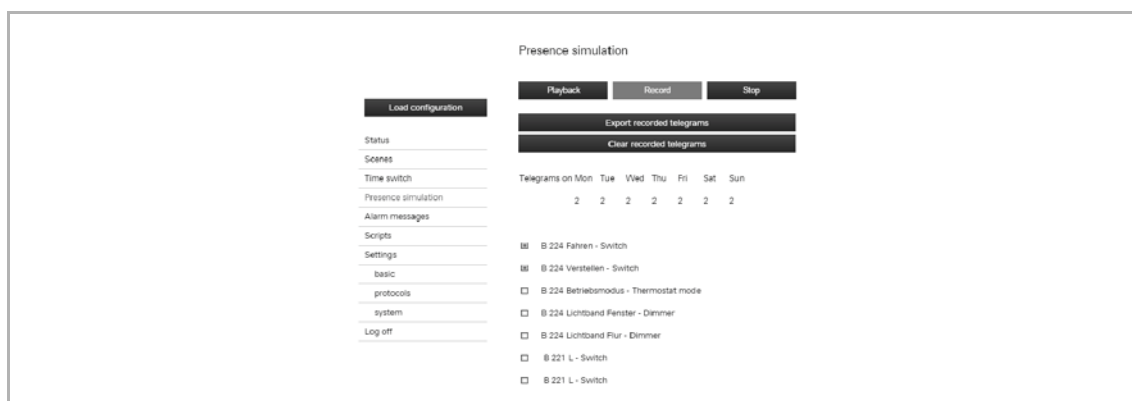 Presence simulation
Playback Record Stop
Export recorded telegrams
Clear recorded telegrams
Load configuration
Status
Scenes
Time switch
Presence simulation
Alarm messages
Scripts
Settings
basic
protocols
system
Log off
Telegrams on Mon Tue Wed Thu Fri Sat Sun
2 2 2 2 2 2 2
B 224 Fahren - Switch
B 224 Verstellen - Switch
B 224 Betriebsmodus - Thermostat mode
B 224 Lichtband Fenster - Dimmer
B 224 Lichtband Flur - Dimmer
B 221 L - Switch
B 221 L - Switch